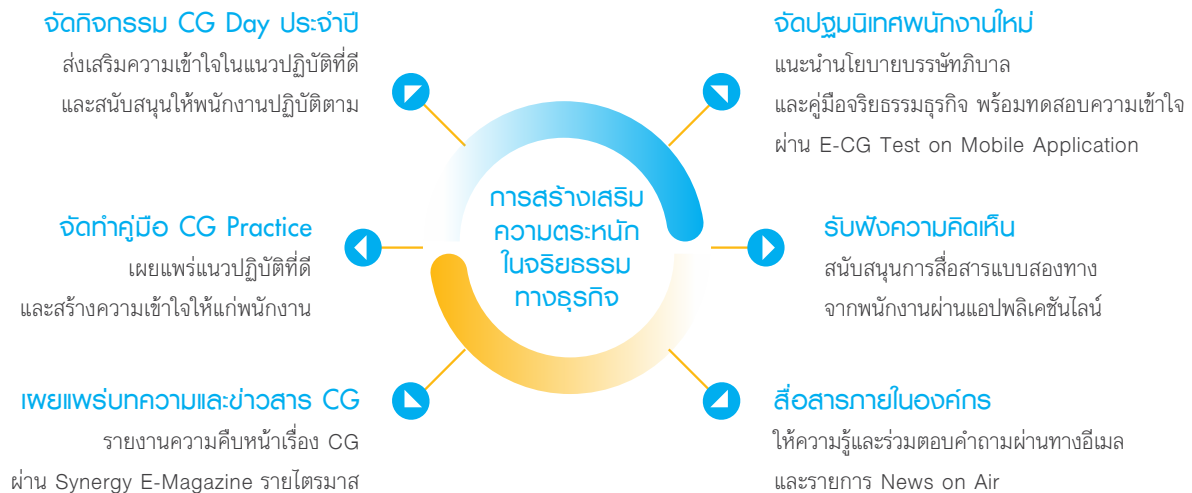 จัดกิจกรรม CG Day ประจำปี
ส่งเสริมความเข้าใจในแนวปฏิบัติที่ดี
และสนับสนุนให้พนักงานปฏิบัติตาม
จัดทำคู่มือ CG Practice
เผยแพร่แนวปฏิบัติที่ดี
และสร้างความเข้าใจให้แก่พนักงาน
เผยแพร่บทความและข่าวสาร CG
รายงานความคืบหน้าเรื่อง CG
ผ่าน Synergy E-Magazine รายไตรมาส
การสร้างเสริม
ความตระหนัก
ในจริยธรรม
ทางธุรกิจ
จัดปฐมนิเทศพนักงานใหม่
แนะนำนโยบายบรรษัทภิบาล
และคู่มือจริยธรรมธุรกิจ พร้อมทดสอบความเข้าใจ
ผ่าน E-CG Test on Mobile Application
รับฟังความคิดเห็น
สนับสนุนการสื่อสารแบบสองทาง
จากพนักงานผ่านแอปพลิเคชันไลน์
สื่อสารภายในองค์กร
ให้ความรู้และร่วมตอบคำถามผ่านทางอีเมล
และรายการ News on Air